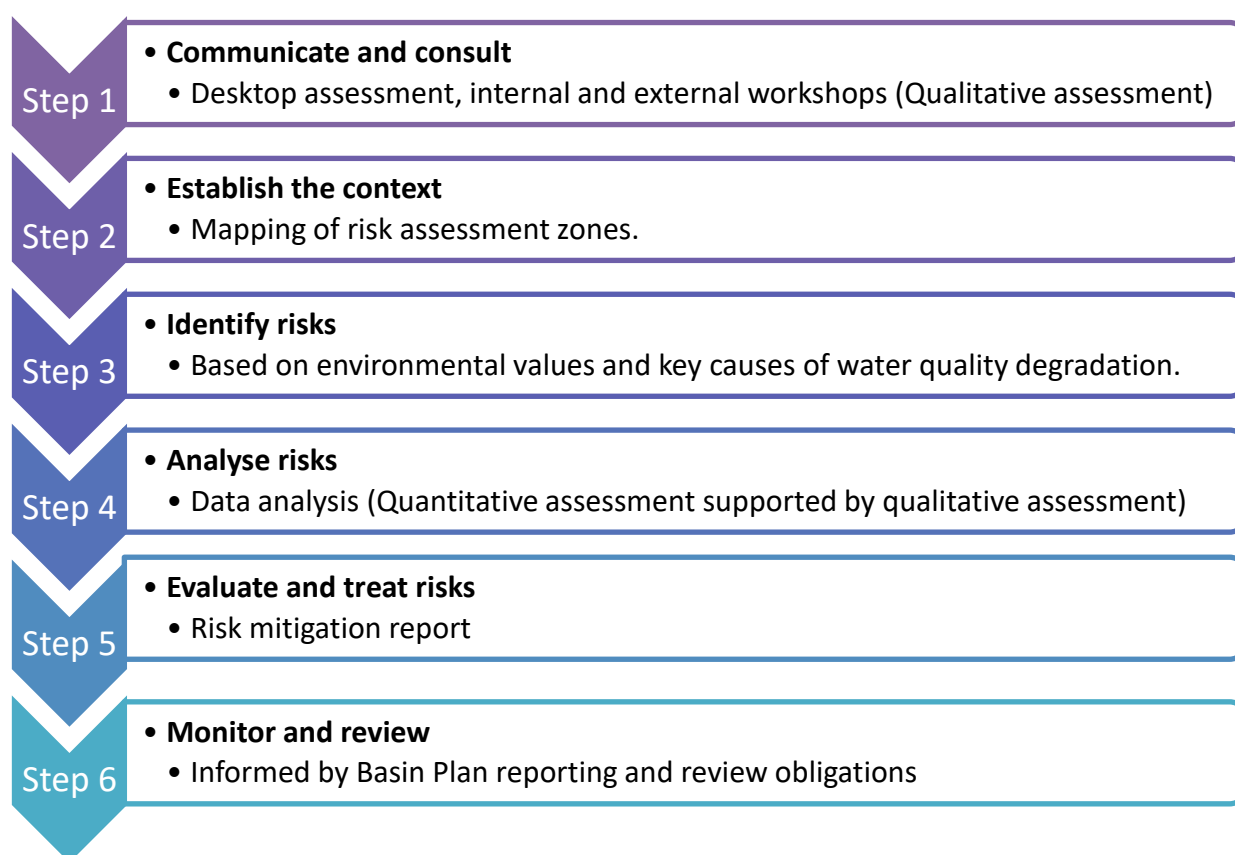 Step 1
• Communicate and consult
• Desktop assessment, internal and external workshops (Qualitative assessment)
Step 2
• Establish the context
• Mapping of risk assessment zones.
Step 3
• Identify risks
• Based on environmental values and key causes of water quality degradation.
Step 4
• Analyse risks
• Data analysis (Quantitative assessment supported by qualitative assessment)
Step 5
• Evaluate and treat risks
• Risk mitigation report
Step 6
• Monitor and review
• Informed by Basin Plan reporting and review obligations